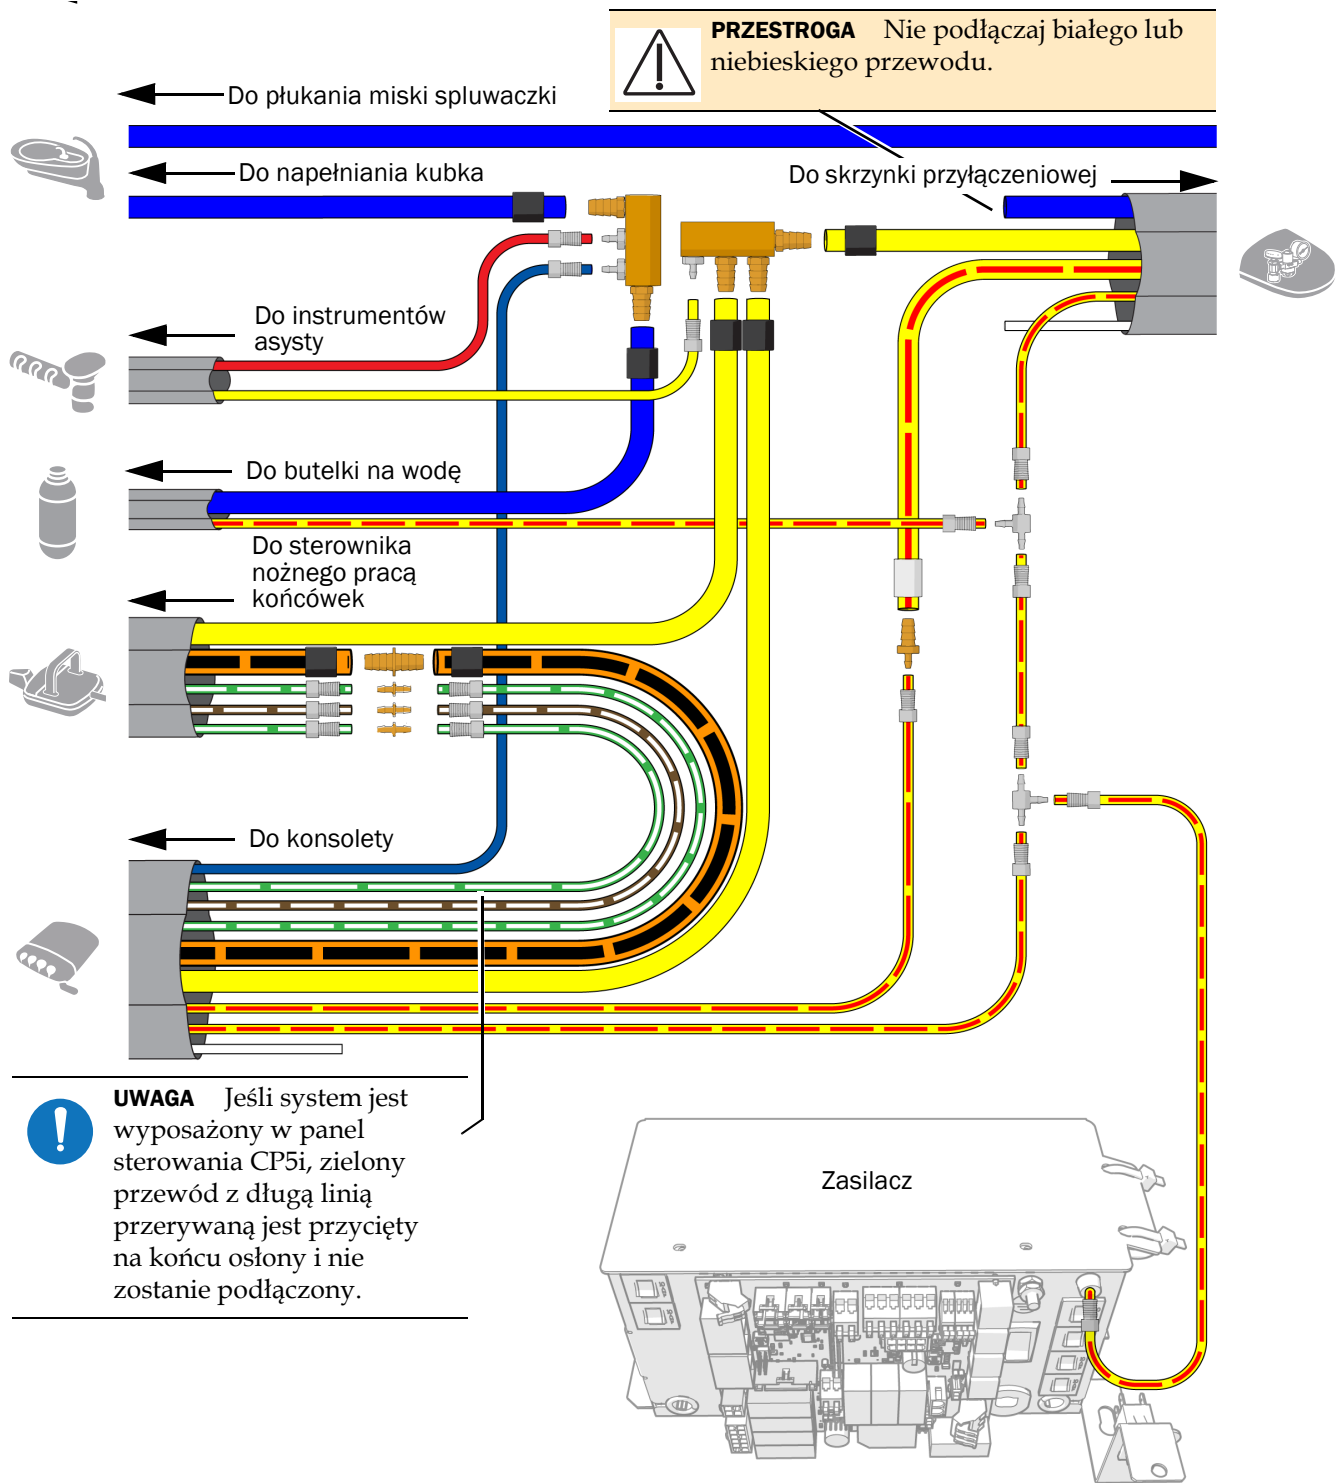 PRZESTROGA Nie podłączaj białego lub
niebieskiego przewodu.
Do płukania miski spluwaczki
Do napełniania kubka
Do skrzynki przyłączeniowej
Do instrumentów
asysty
Do butelki na wodę
Do sterownika
nożnego pracą
końcówek
Do konsolety
UWAGA Jeśli system jest
wyposażony w panel
sterowania CP5i, zielony
przewód z długą linią
przerywaną jest przycięty
na końcu osłony i nie
zostanie podłączony.
Zasilacz